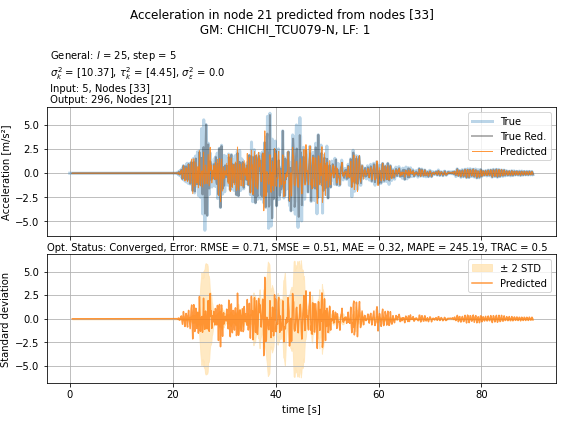 Acceleration in node 21 predicted from nodes [33]
GM: CHICHI_TCU079-N, LF: 1
General: l = 25, step = 5
σ²ₖ = [10.37], τ²ₖ = [4.45], σ²ε = 0.0
Input: 5, Nodes [33]
Output: 296, Nodes [21]
Acceleration [m/s²]
5.0
2.5
0.0
−2.5
−5.0
True
True Red.
Predicted
Opt. Status: Converged, Error: RMSE = 0.71, SMSE = 0.51, MAE = 0.32, MAPE = 245.19, TRAC = 0.5
Standard deviation
5.0
2.5
0.0
−2.5
−5.0
± 2 STD
Predicted
0
20
40
60
80
time [s]